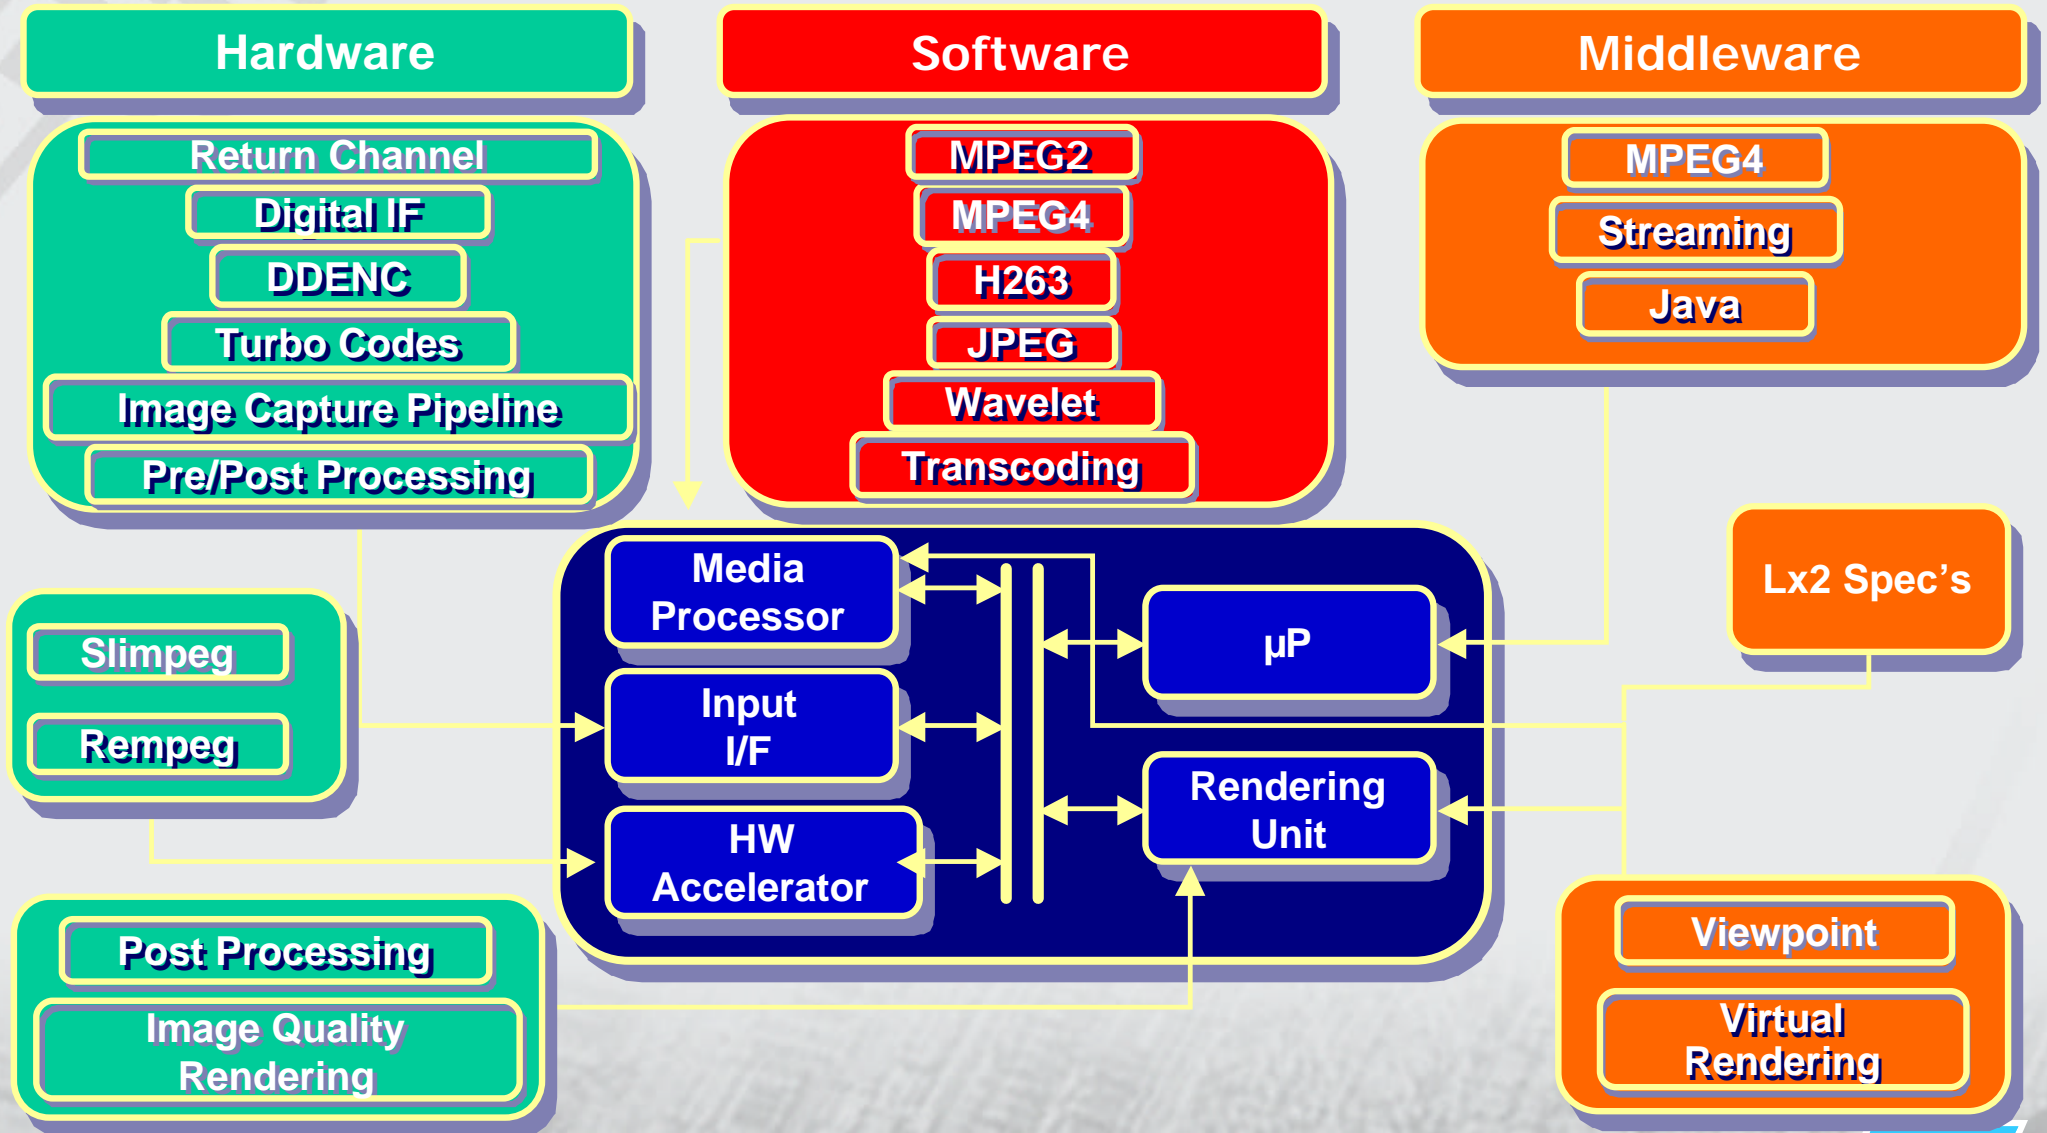 Hardware
Return Channel
Digital IF
DDENC
Turbo Codes
Image Capture Pipeline
Pre/Post Processing
Software
MPEG2
MPEG4
H263
JPEG
Wavelet
Transcoding
Middleware
MPEG4
Streaming
Java
Slimpeg
Rempeg
Media
Processor
Input
I/F
HW
Accelerator
µP
Rendering
Unit
Lx2 Spec's
Post Processing
Image Quality
Rendering
Viewpoint
Virtual
Rendering